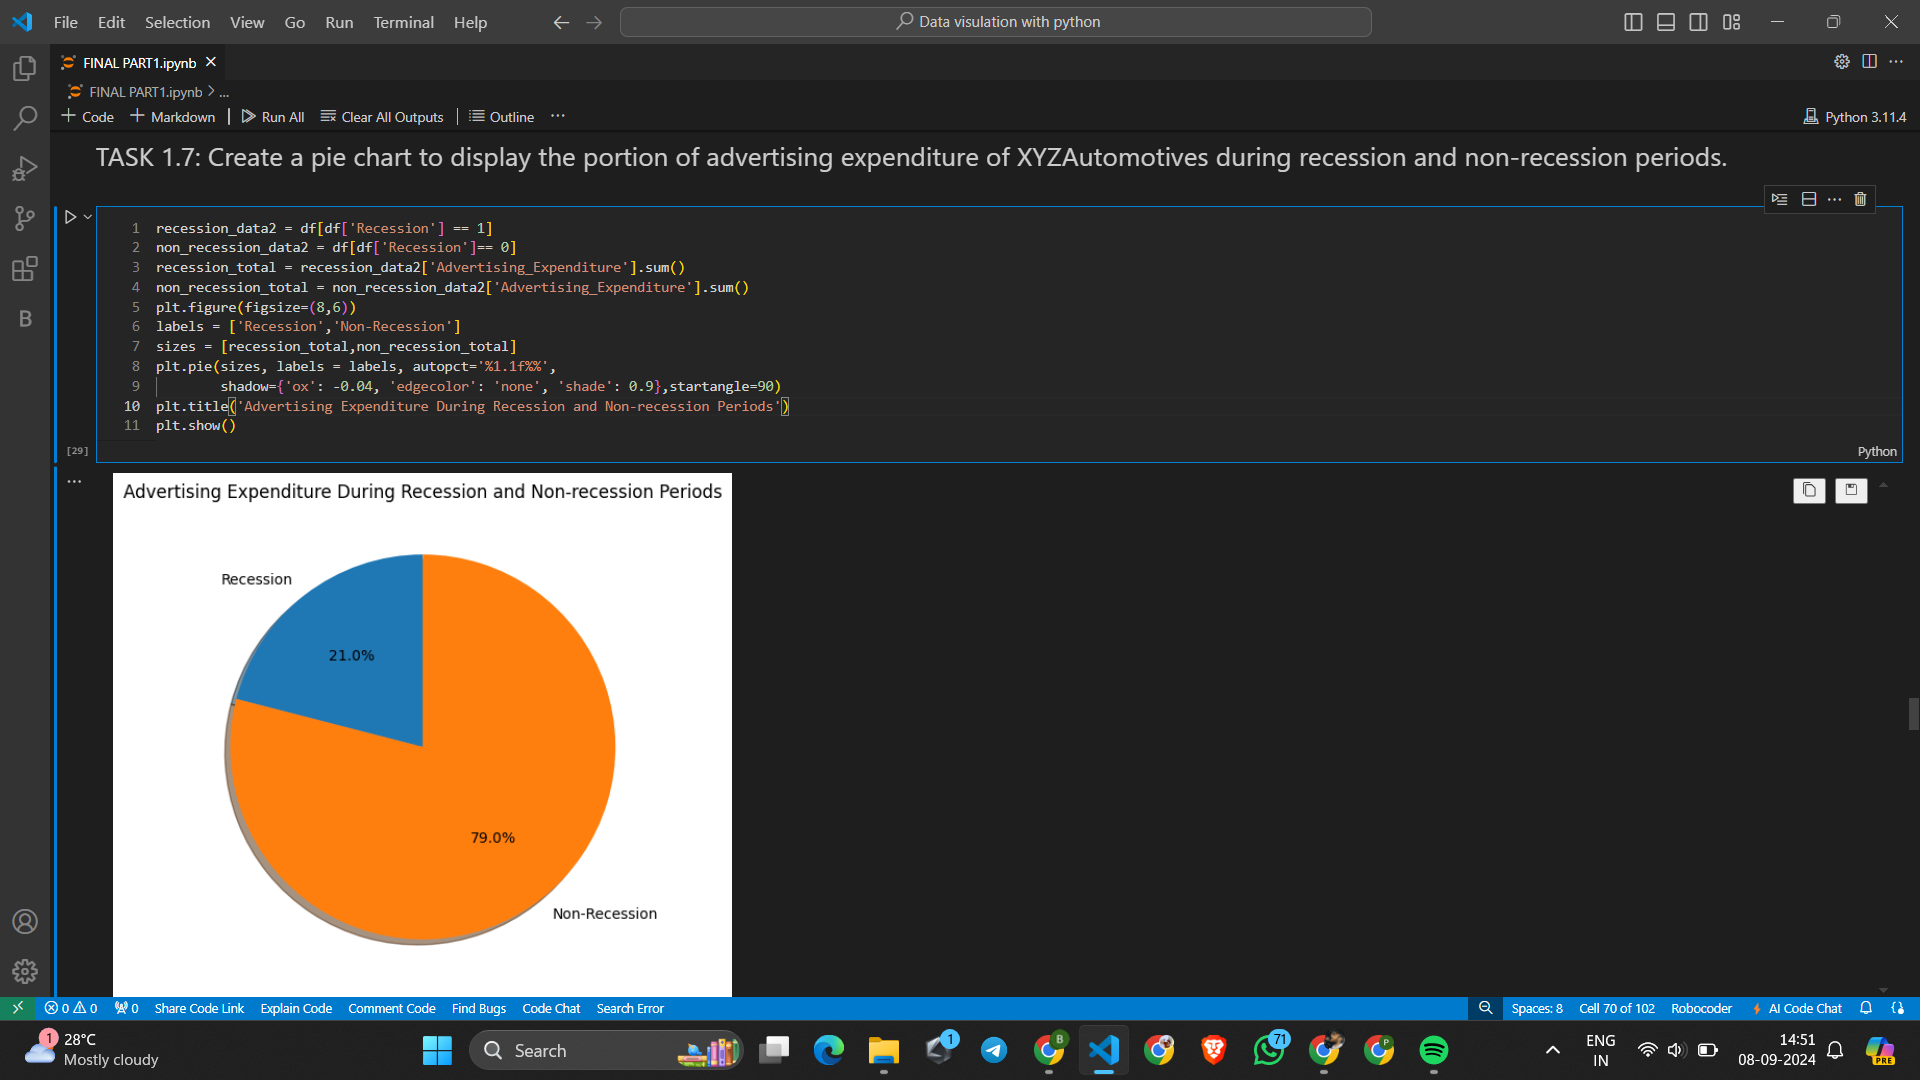 File Edit Selection View Go Run Terminal Help
Data visulation with python
FINAL PART1.ipynb
FINAL PART1.ipynb > ...
Code Markdown Run All Clear All Outputs Outline ...
Python 3.11.4
TASK 1.7: Create a pie chart to display the portion of advertising expenditure of XYZAutomotives during recession and non-recession periods.
1 recession_data2 = df[df['Recession'] == 1]
2 non_recession_data2 = df[df['Recession']== 0]
3 recession_total = recession_data2['Advertising_Expenditure'].sum()
4 non_recession_total = non_recession_data2['Advertising_Expenditure'].sum()
5 plt.figure(figsize=(8,6))
6 labels = ['Recession','Non-Recession']
7 sizes = [recession_total,non_recession_total]
8 plt.pie(sizes, labels = labels, autopct='%1.1f%%',
9 shadow={'ox': -0.04, 'edgecolor': 'none', 'shade': 0.9},startangle=90)
10 plt.title('Advertising Expenditure During Recession and Non-recession Periods')
11 plt.show()
[29]
Python
Advertising Expenditure During Recession and Non-recession Periods
Recession
21.0%
79.0%
Non-Recession
B
0 0 0 Share Code Link Explain Code Comment Code Find Bugs Code Chat Search Error
Spaces: 8 Cell 70 of 102 Robocoder AI Code Chat
1
28°C
Mostly cloudy
Search
1
B
71
P
ENG
IN
14:51
08-09-2024
PRE